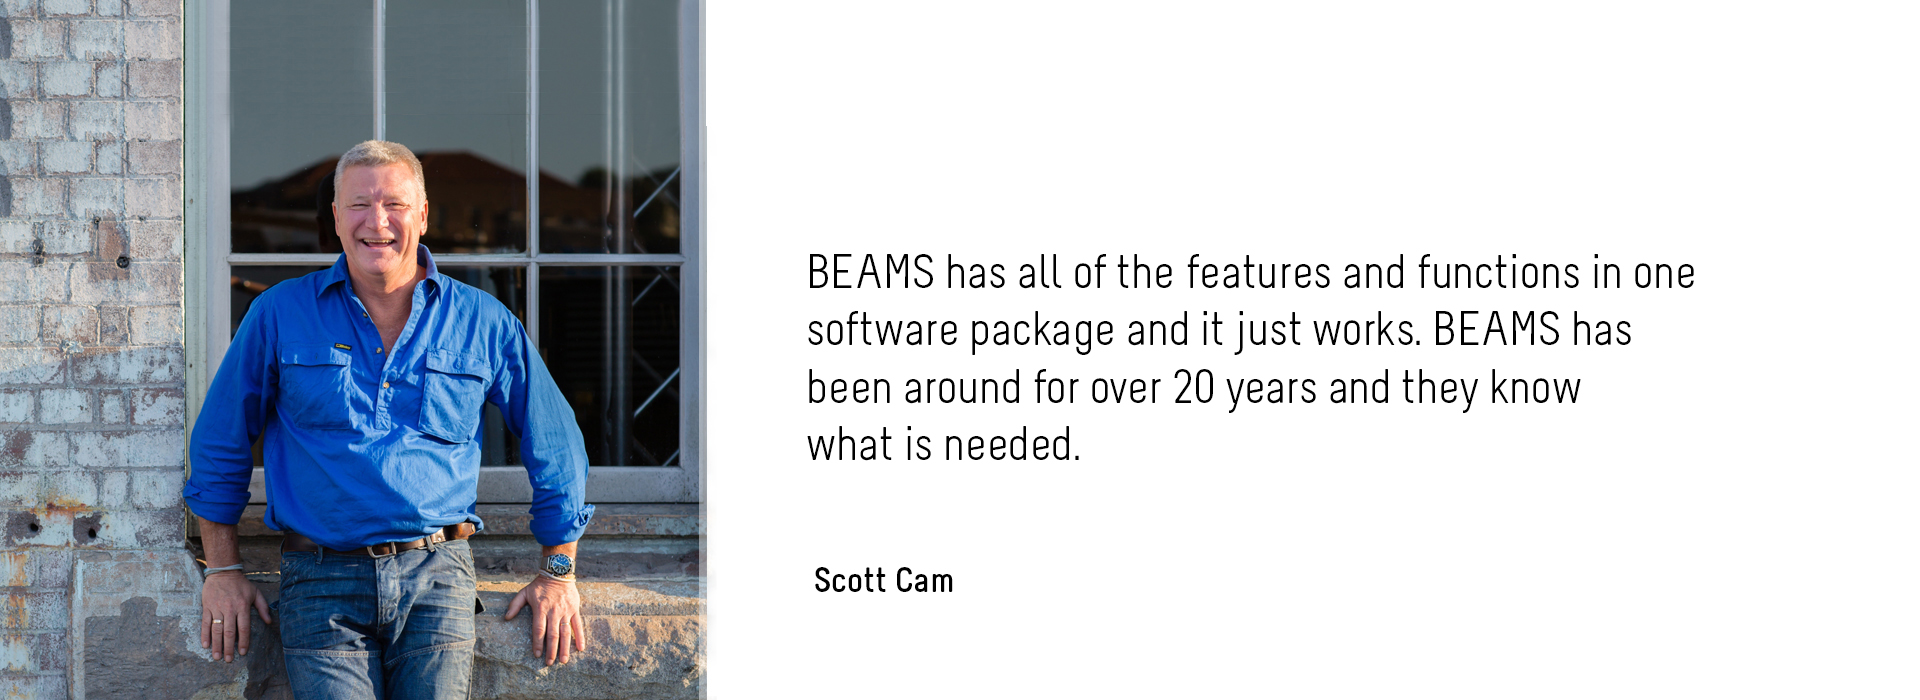 BEAMS has all of the features and functions in one
software package and it just works. BEAMS has
been around for over 20 years and they know
what is needed.
Scott Cam